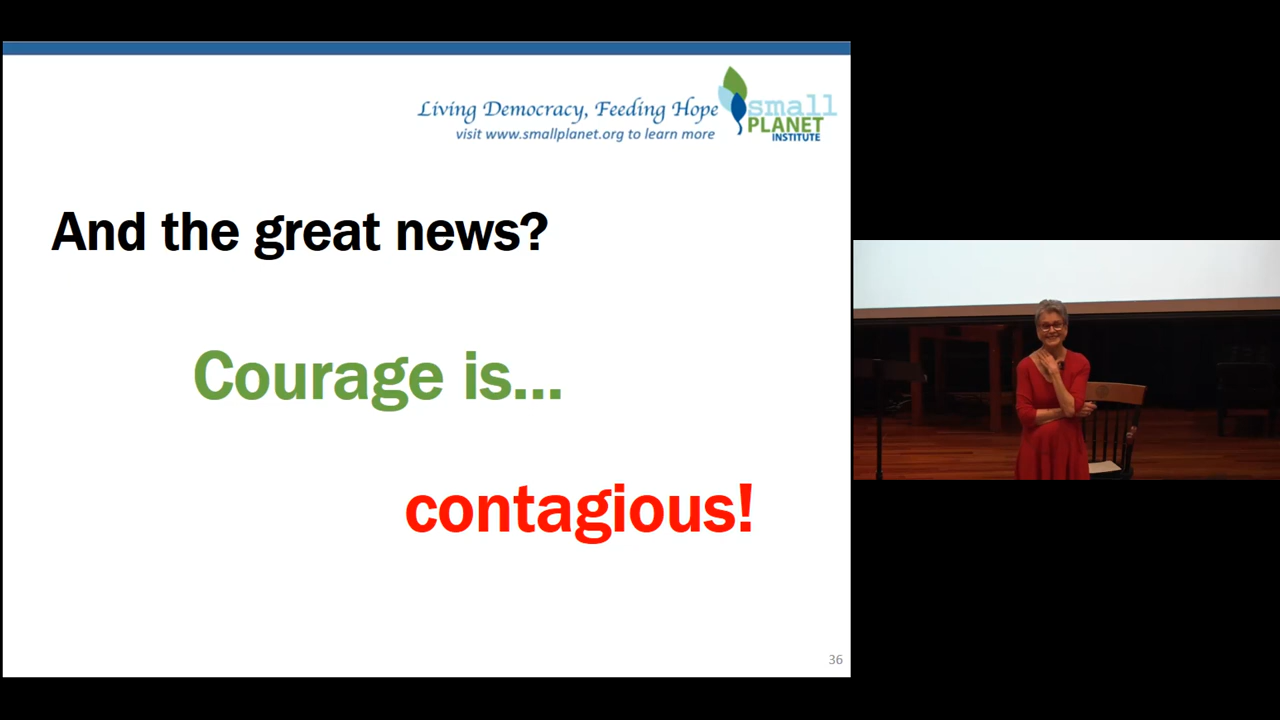 Living Democracy, Feeding Hope
visit www.smallplanet.org to learn more
small
PLANET
INSTITUTE
And the great news?
Courage is...
contagious!
36